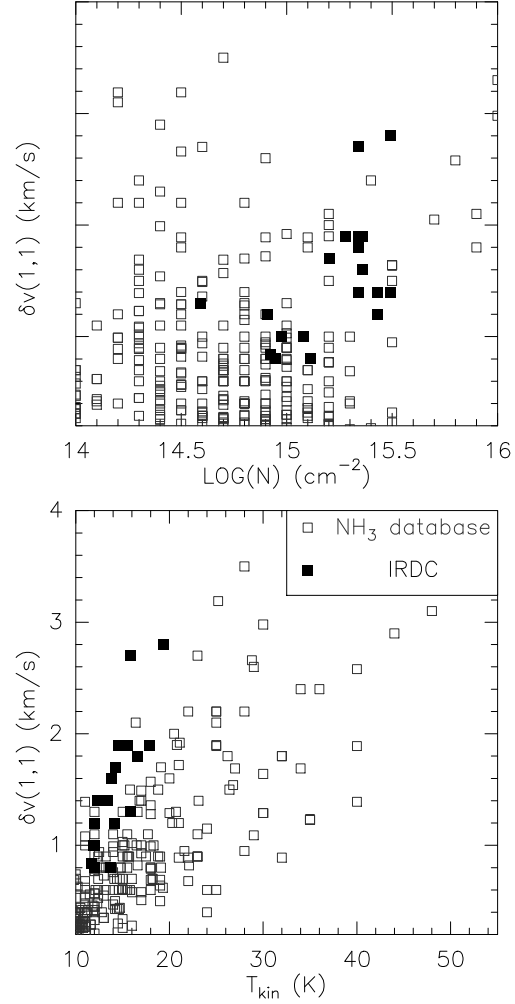 δv(1,1) (km/s)
14 14.5 15 15.5 16
LOG(N) (cm⁻²)
4
3
2
1
δv(1,1) (km/s)
NH₃ database
IRDC
10 20 30 40 50
T_kin (K)